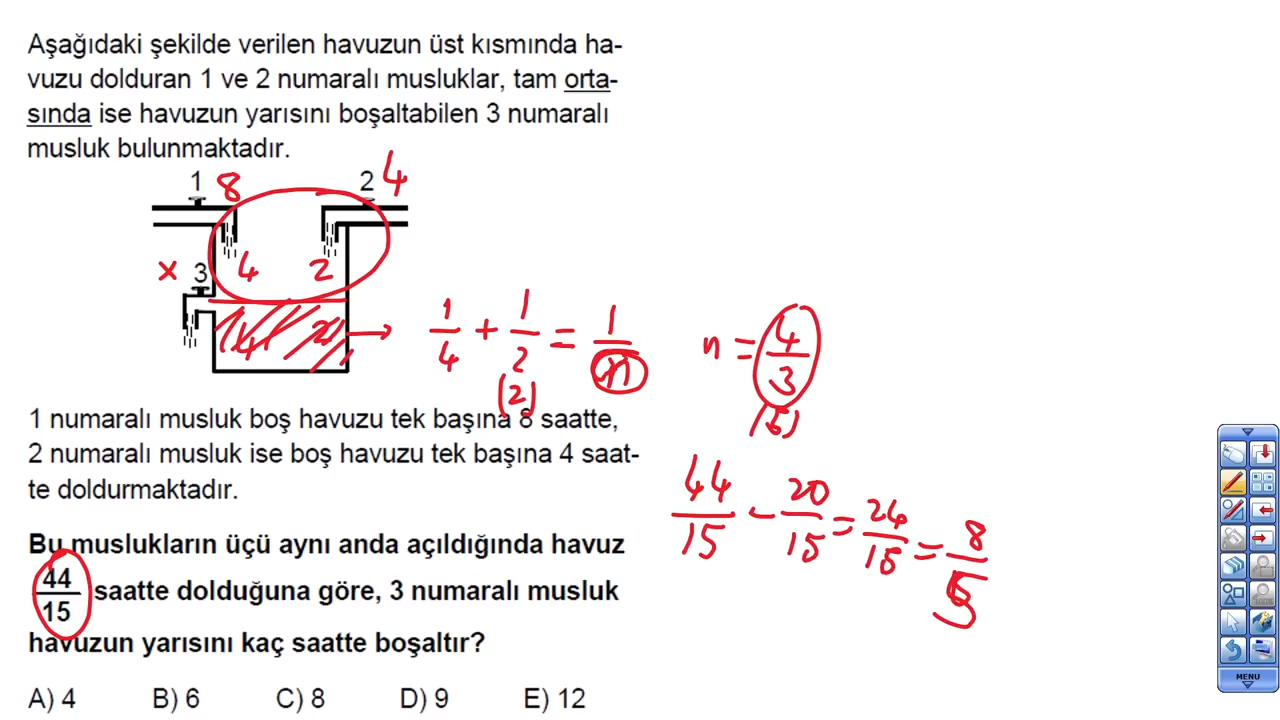 Aşağıdaki şekilde verilen havuzun üst kısmında ha-
vuzu dolduran 1 ve 2 numaralı musluklar, tam orta-
sında ise havuzun yarısını boşaltabilen 3 numaralı
musluk bulunmaktadır.
1 8 2 4
x 3 4 2
14 2
1/4 + 1/2 = 1/n
(2)
n = 4/3
(5)
1 numaralı musluk boş havuzu tek başına 8 saatte,
2 numaralı musluk ise boş havuzu tek başına 4 saat-
te doldurmaktadır.
44/15 - 20/15 = 24/15 = 8/5
Bu muslukların üçü aynı anda açıldığında havuz
44/15 saatte dolduğuna göre, 3 numaralı musluk
havuzun yarısını kaç saatte boşaltır?
A) 4 B) 6 C) 8 D) 9 E) 12
MENU